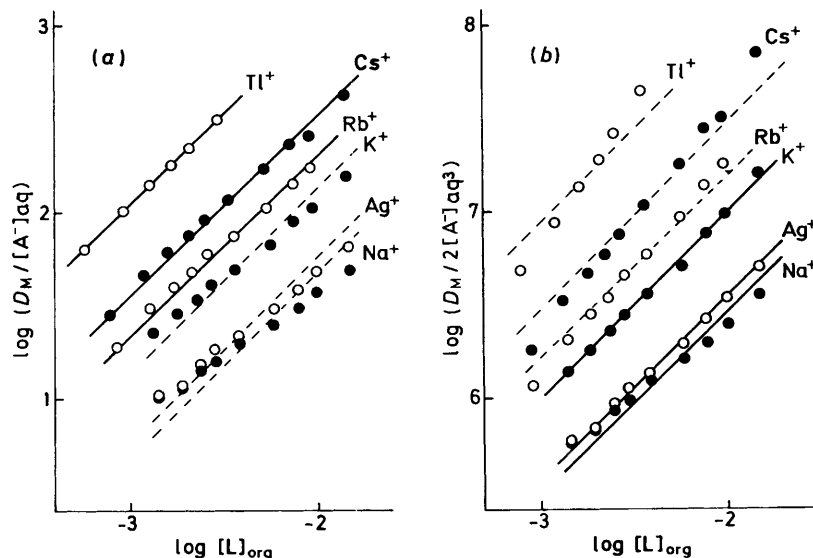 (a)
3
2
1
log (D_M/[A⁻]aq)
Tl⁺
Cs⁺
Rb⁺
K⁺
Ag⁺
Na⁺
-3
-2
log [L]org
(b)
8
7
6
log (D_M/2[A⁻]aq³)
Tl⁺
Cs⁺
Rb⁺
K⁺
Ag⁺
Na⁺
-3
-2
log [L]org